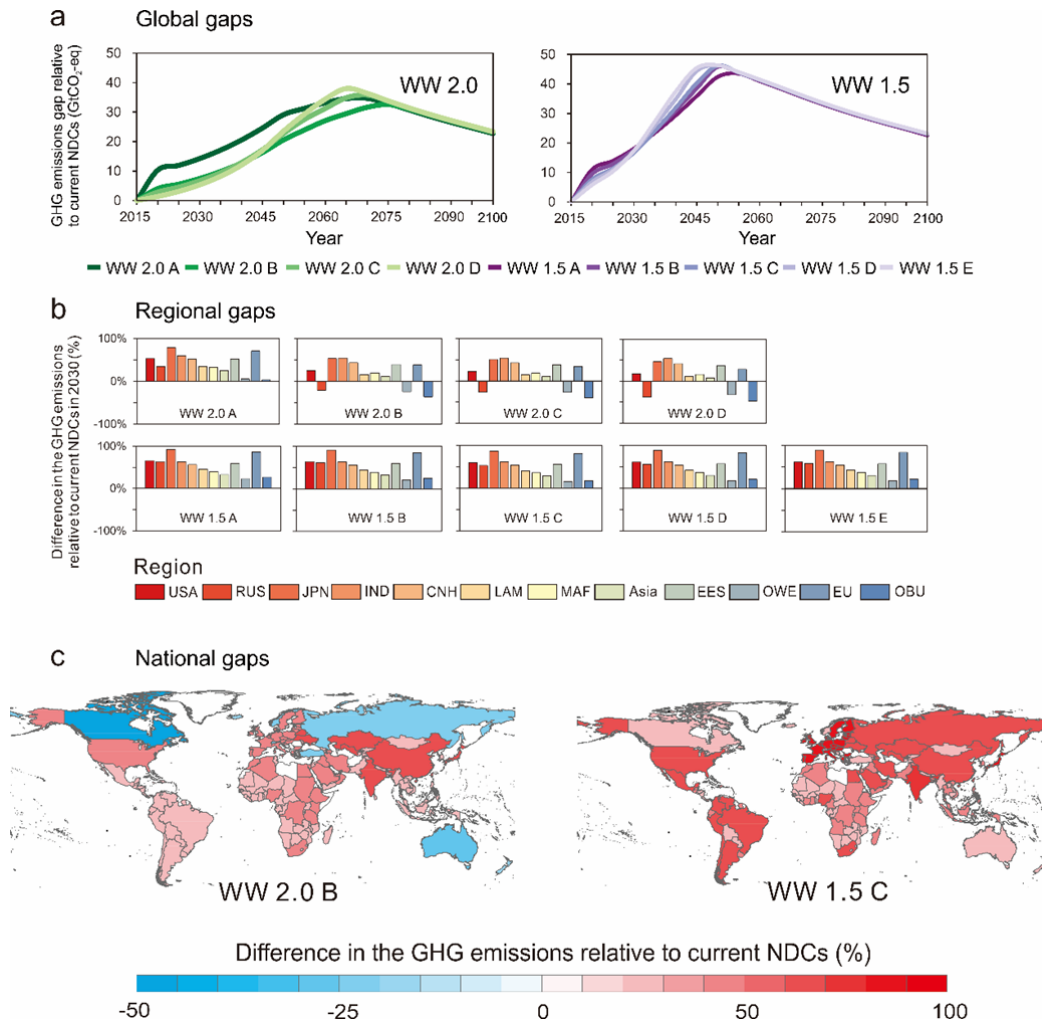 a Global gaps
GHG emissions gap relative
to current NDCs (GtCO₂-eq)
50
40
30
20
10
0
WW 2.0
2015 2030 2045 2060 2075 2090 2100
Year
50
40
30
20
10
0
WW 1.5
2015 2030 2045 2060 2075 2090 2100
Year
WW 2.0 A WW 2.0 B WW 2.0 C WW 2.0 D WW 1.5 A WW 1.5 B WW 1.5 C WW 1.5 D WW 1.5 E
b Regional gaps
Difference in the GHG emissions
relative to current NDCs in 2030 (%)
100%
0%
-100%
WW 2.0 A WW 2.0 B WW 2.0 C WW 2.0 D
100%
0%
-100%
WW 1.5 A WW 1.5 B WW 1.5 C WW 1.5 D WW 1.5 E
Region
USA RUS JPN IND CNH LAM MAF Asia EES OWE EU OBU
c National gaps
WW 2.0 B WW 1.5 C
Difference in the GHG emissions relative to current NDCs (%)
-50 -25 0 50 100